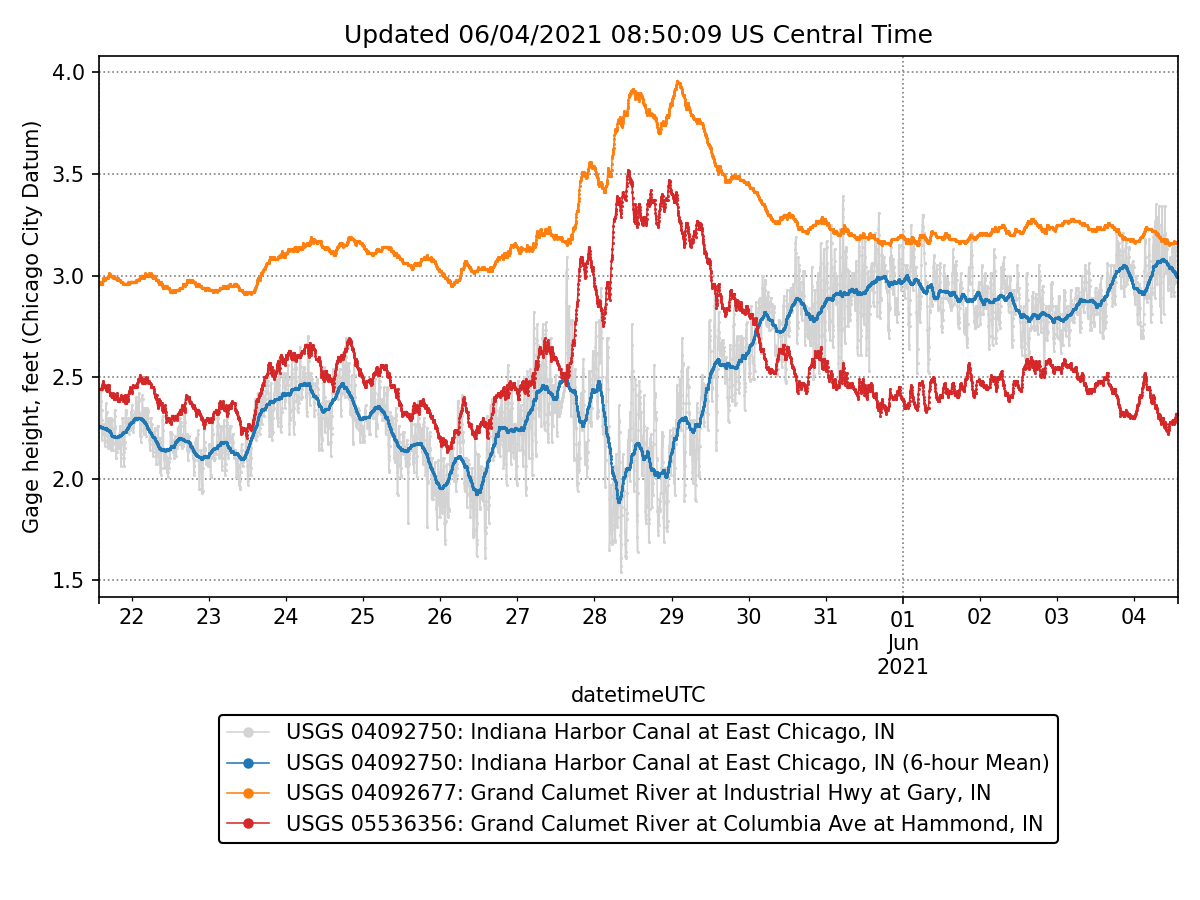 Updated 06/04/2021 08:50:09 US Central Time
Gage height, feet (Chicago City Datum)
4.0
3.5
3.0
2.5
2.0
1.5
22 23 24 25 26 27 28 29 30 31 01 02 03 04
Jun
2021
datetimeUTC
USGS 04092750: Indiana Harbor Canal at East Chicago, IN
USGS 04092750: Indiana Harbor Canal at East Chicago, IN (6-hour Mean)
USGS 04092677: Grand Calumet River at Industrial Hwy at Gary, IN
USGS 05536356: Grand Calumet River at Columbia Ave at Hammond, IN